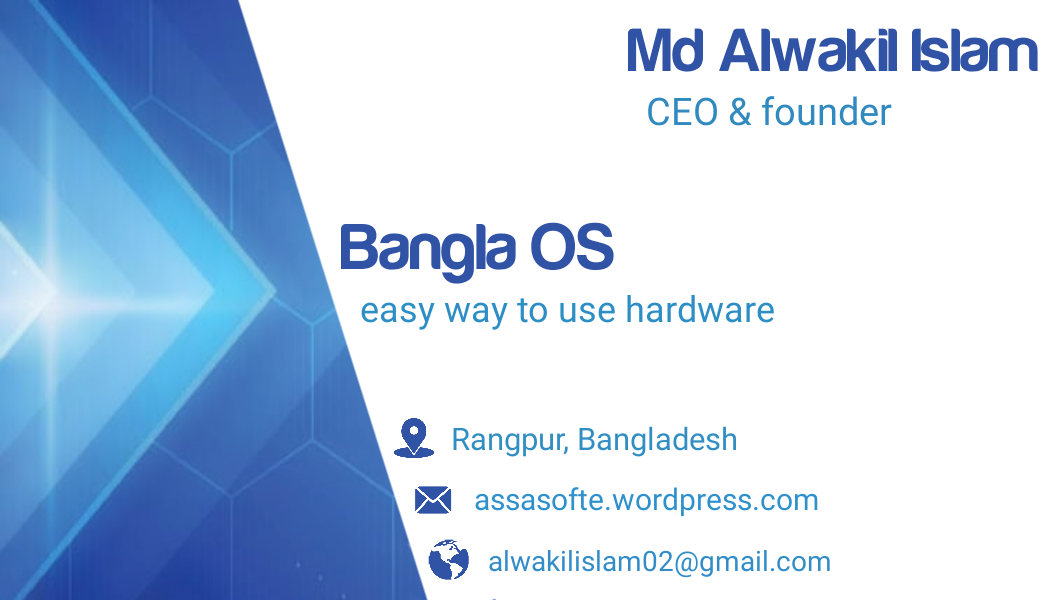 Md Alwakil Islam
CEO & founder
Bangla OS
easy way to use hardware
Rangpur, Bangladesh
assasofte.wordpress.com
alwakilislam02@gmail.com